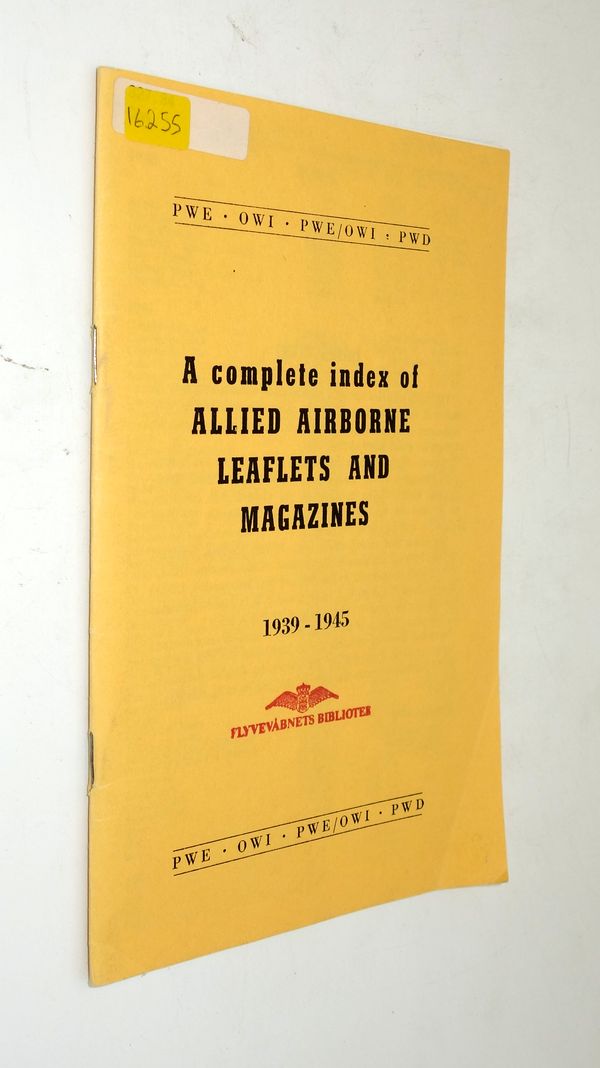 16255
PWE · OWI · PWE/OWI : PWD
A complete index of
ALLIED AIRBORNE
LEAFLETS AND
MAGAZINES
1939-1945
FLYVEVÅBNETS BIBLIOTEK
PWE · OWI · PWE/OWI · PWD